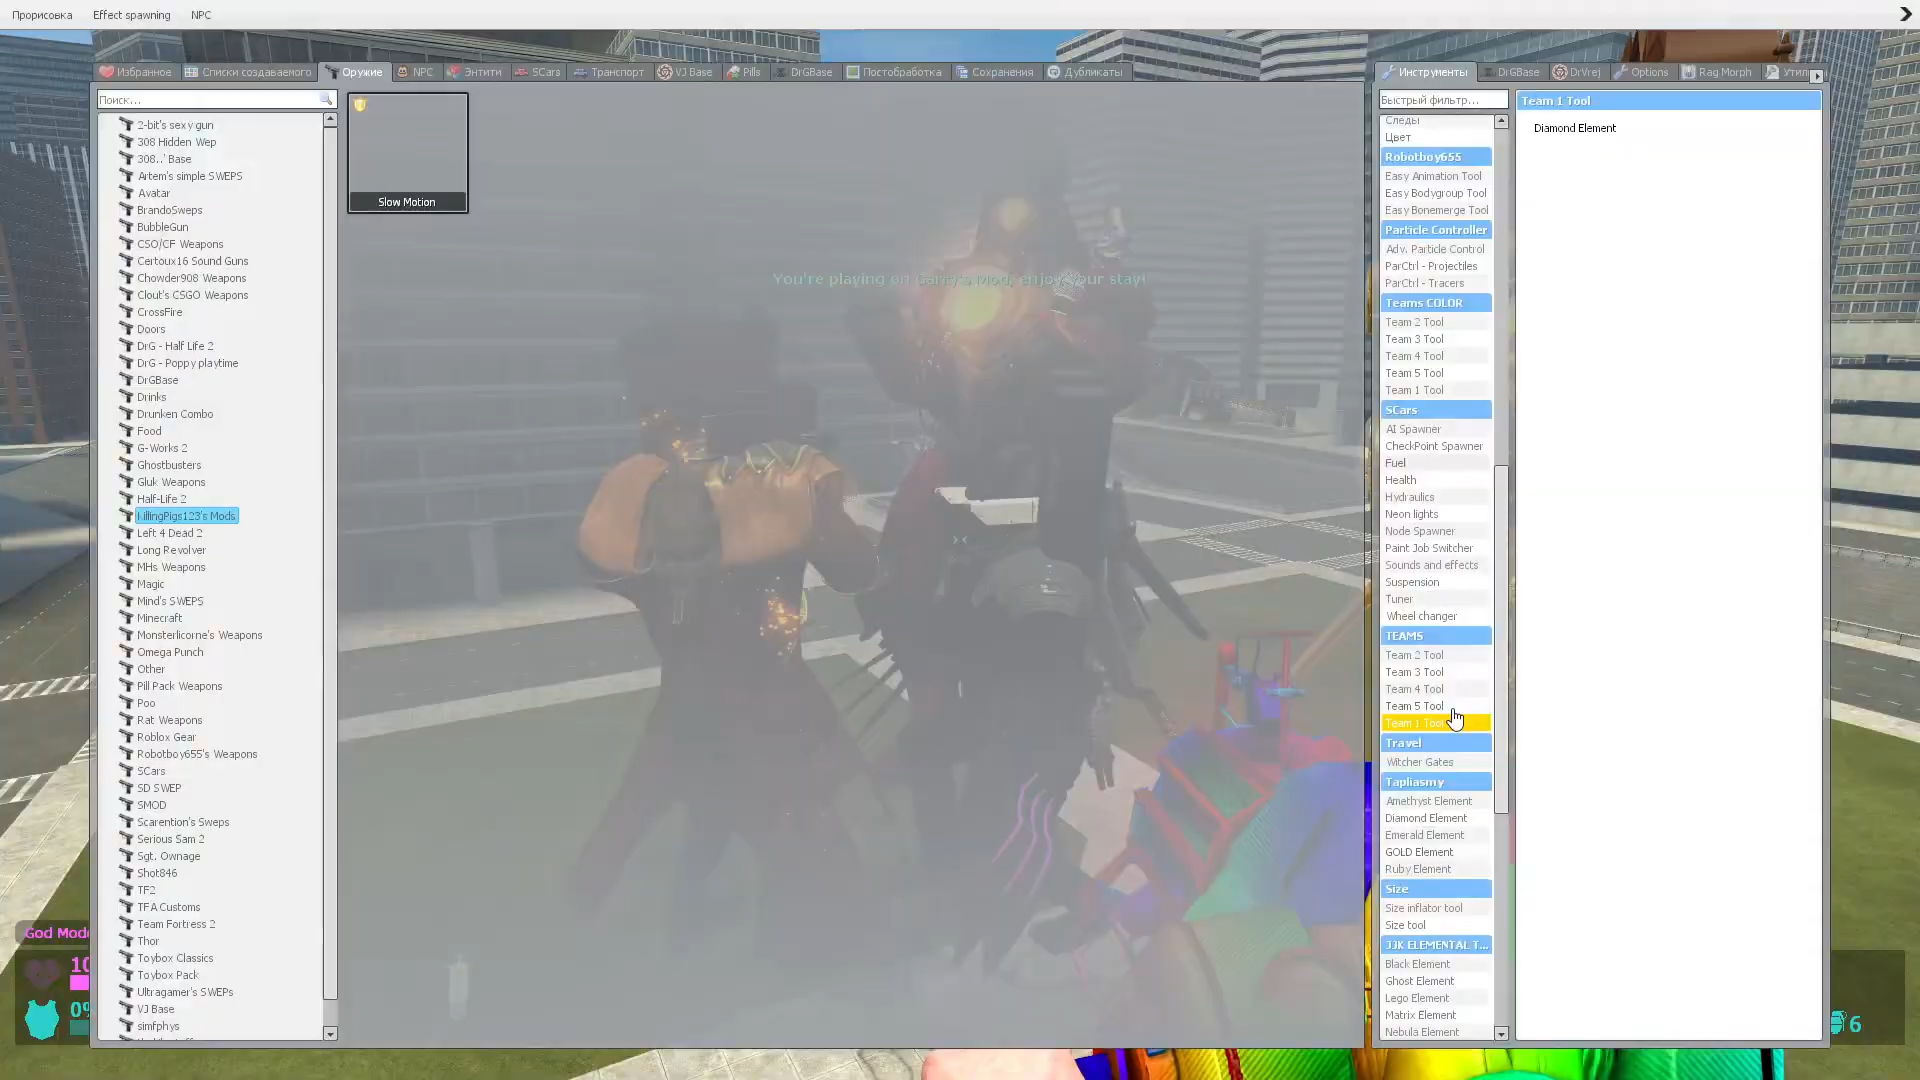 Прорисовка
Effect spawning
NPC
Избранное
Списки создаваемого
Оружие
NPC
Энтити
SCars
Транспорт
VJ Base
Pills
DrGBase
Постобработка
Сохранения
Дубликаты
Поиск...
2-bit's sexy gun
308 Hidden Wep
308..' Base
Artem's simple SWEPS
Avatar
BrandoSweps
BubbleGun
CSO/CF Weapons
Certoux16 Sound Guns
Chowder908 Weapons
Clout's CSGO Weapons
CrossFire
Doors
DrG - Half Life 2
DrG - Poppy playtime
DrGBase
Drinks
Drunken Combo
Food
G-Works 2
Ghostbusters
Gluk Weapons
Half-Life 2
KillingPigs123's Mods
Left 4 Dead 2
Long Revolver
MHs Weapons
Magic
Mind's SWEPS
Minecraft
Monsterlicorne's Weapons
Omega Punch
Other
Pill Pack Weapons
Poo
Rat Weapons
Roblox Gear
Robotboy655's Weapons
SCars
SD SWEP
SMOD
Scarention's Sweps
Serious Sam 2
Sgt. Ownage
Shot846
TF2
TFA Customs
Team Fortress 2
Thor
Toybox Classics
Toybox Pack
Ultragamer's SWEPs
VJ Base
simfphys
Slow Motion
You're playing on Garry's Mod, enjoy your stay!
God Mode
10
0%
Инструменты
DrGBase
DrVrej
Options
Rag Morph
Утил
Быстрый фильтр...
Следы
Цвет
Robotboy655
Easy Animation Tool
Easy Bodygroup Tool
Easy Bonemerge Tool
Particle Controller
Adv. Particle Control
ParCtrl - Projectiles
ParCtrl - Tracers
Teams COLOR
Team 2 Tool
Team 3 Tool
Team 4 Tool
Team 5 Tool
Team 1 Tool
SCars
AI Spawner
CheckPoint Spawner
Fuel
Health
Hydraulics
Neon lights
Node Spawner
Paint Job Switcher
Sounds and effects
Suspension
Tuner
Wheel changer
TEAMS
Team 2 Tool
Team 3 Tool
Team 4 Tool
Team 5 Tool
Team 1 Tool
Travel
Witcher Gates
Tapliasmy
Amethyst Element
Diamond Element
Emerald Element
GOLD Element
Ruby Element
Size
Size inflator tool
Size tool
JJK ELEMENTAL T...
Black Element
Ghost Element
Lego Element
Matrix Element
Nebula Element
Team 1 Tool
Diamond Element
6